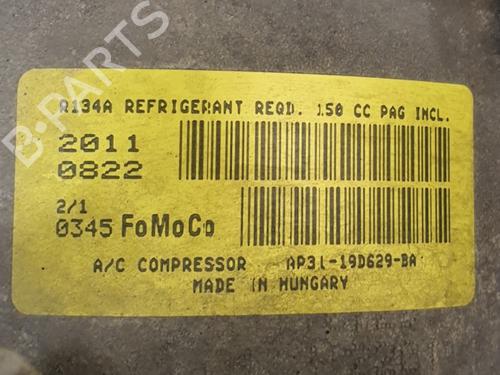 B-PARTS
R134A REFRIGERANT REQD. 150 CC PAG INCL.
2011
0822
2/1
0345 FoMoCo
A/C COMPRESSOR AP31-19D629-BA
MADE IN HUNGARY